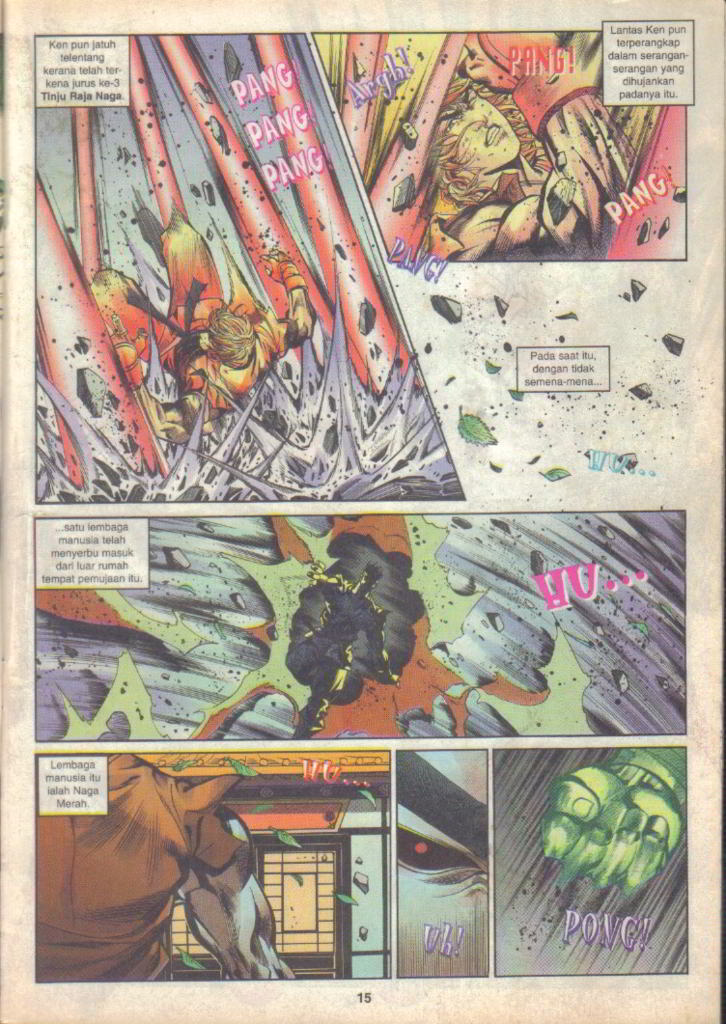 Ken pun jatuh
telentang
kerana telah ter-
kena jurus ke-3
Tinju Raja Naga.
PANG!
PANG!
PANG!
Argh!
PANG!
Lantas Ken pun
terperangkap
dalam serangan-
serangan yang
dihujankan
padanya itu.
PANG!
PANG!
Pada saat itu,
dengan tidak
semena-mena...
HU...
...satu lembaga
manusia telah
menyerbu masuk
dari luar rumah
tempat pemujaan itu.
HU...
Lembaga
manusia itu
ialah Naga
Merah.
HU...
Uh!
PONG!
15